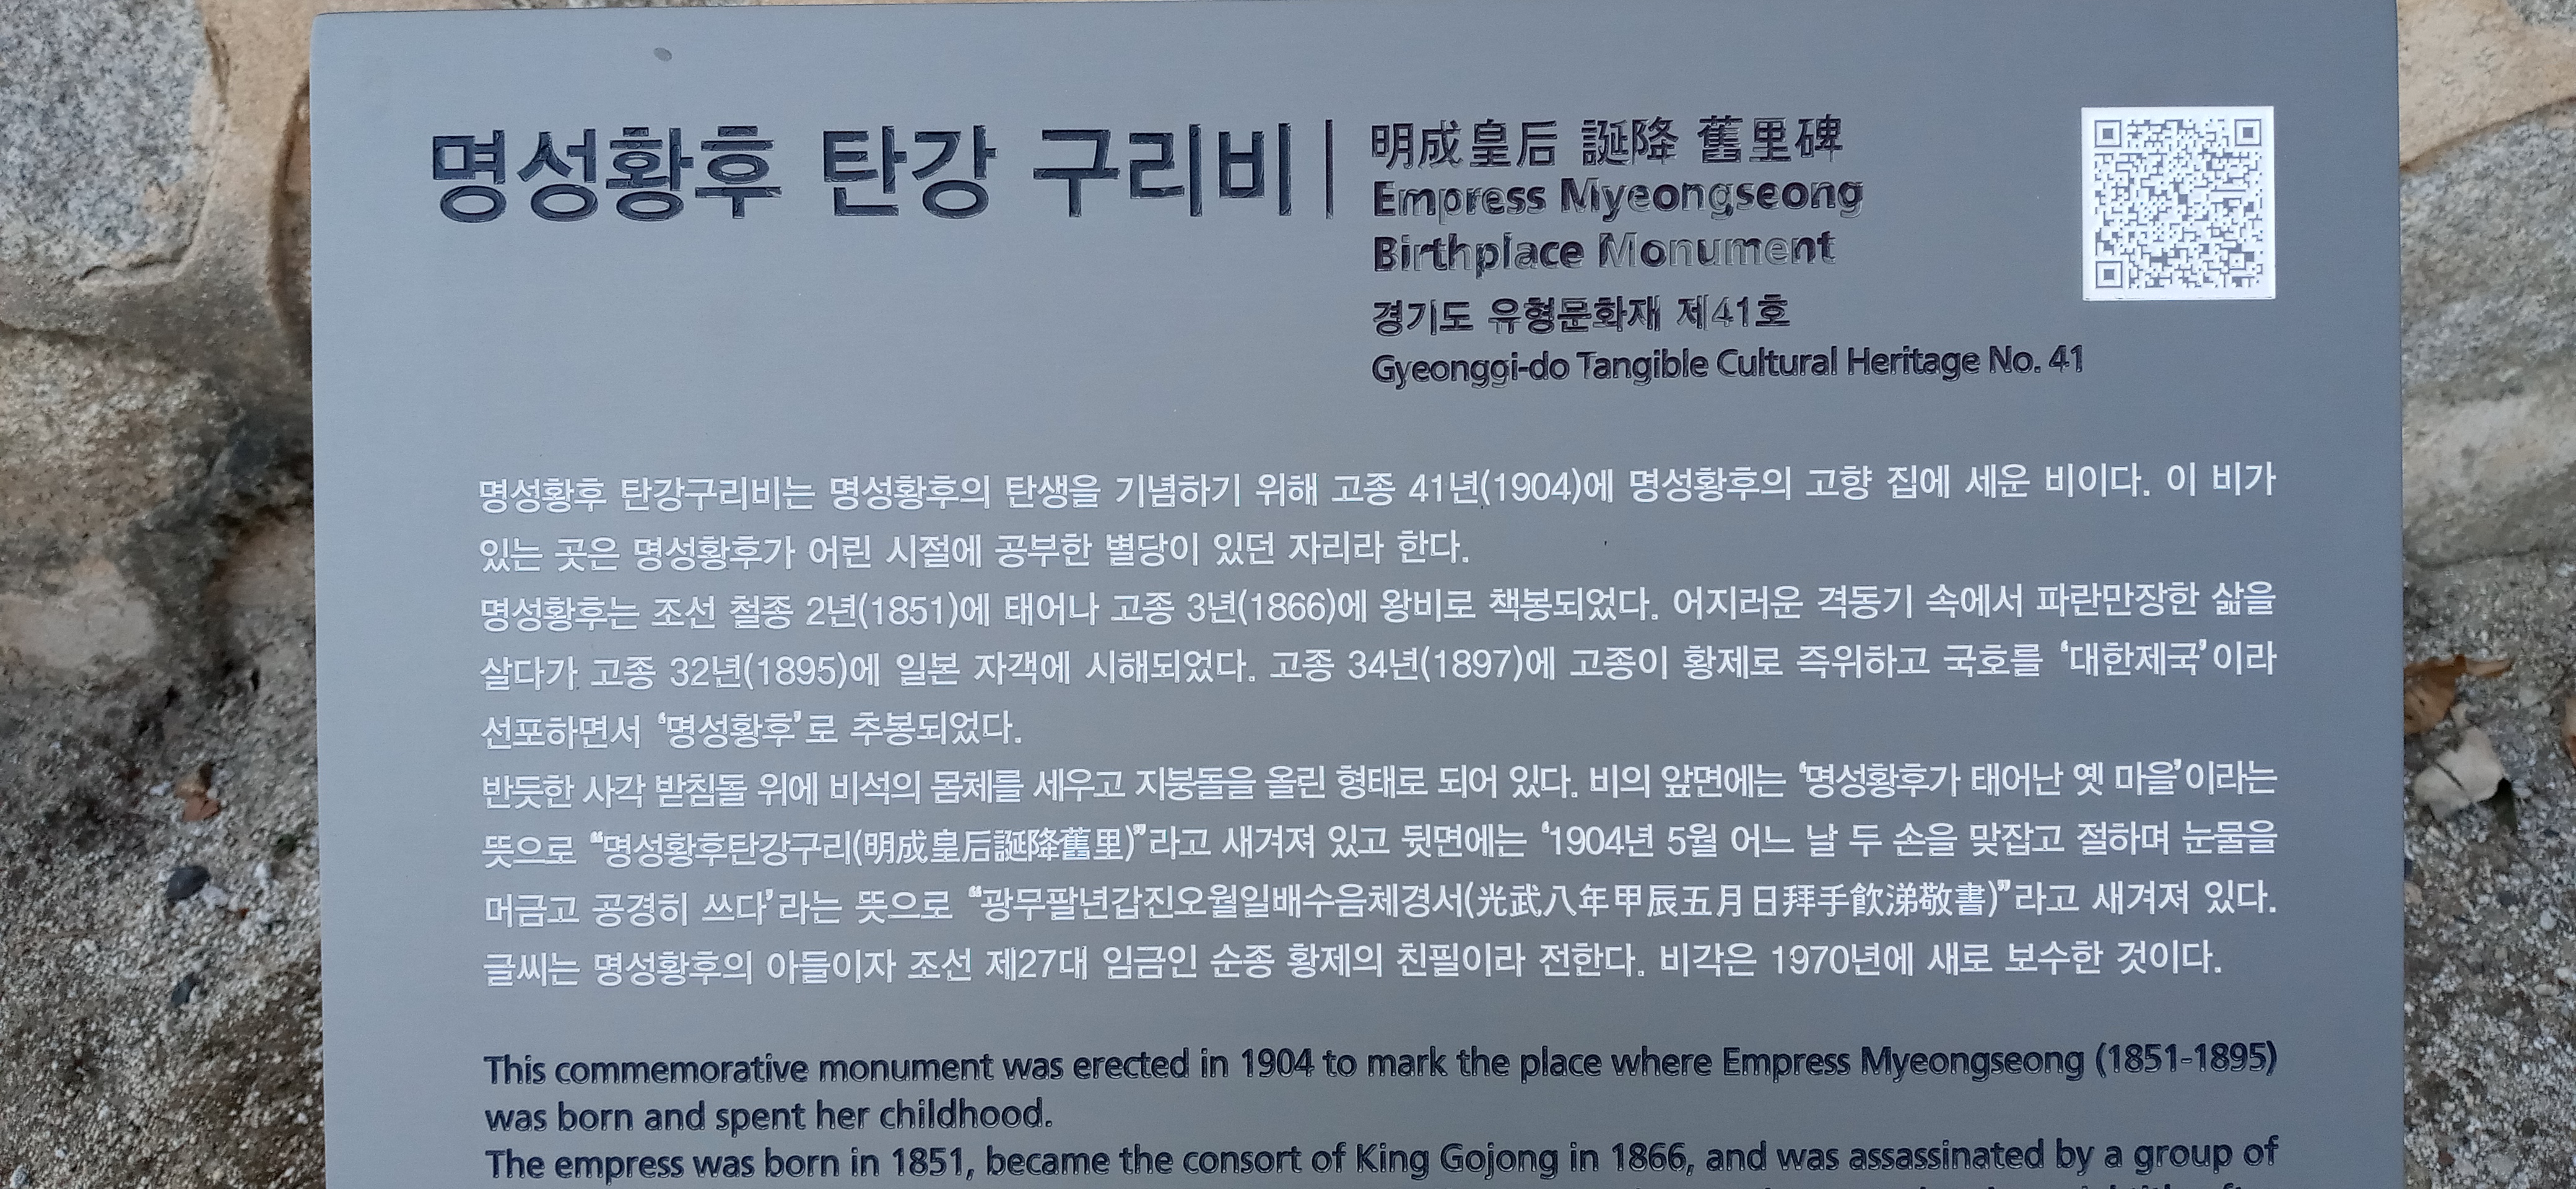 명성황후 탄강 구리비
明成皇后 誕降 舊里碑
Empress Myeongseong
Birthplace Monument
경기도 유형문화재 제41호
Gyeonggi-do Tangible Cultural Heritage No. 41
명성황후 탄강구리비는 명성황후의 탄생을 기념하기 위해 고종 41년(1904)에 명성황후의 고향 집에 세운 비이다. 이 비가
있는 곳은 명성황후가 어린 시절에 공부한 별당이 있던 자리라 한다.
명성황후는 조선 철종 2년(1851)에 태어나 고종 3년(1866)에 왕비로 책봉되었다. 어지러운 격동기 속에서 파란만장한 삶을
살다가 고종 32년(1895)에 일본 자객에 시해되었다. 고종 34년(1897)에 고종이 황제로 즉위하고 국호를 ‘대한제국’이라
선포하면서 ‘명성황후’로 추봉되었다.
반듯한 사각 받침돌 위에 비석의 몸체를 세우고 지붕돌을 올린 형태로 되어 있다. 비의 앞면에는 ‘명성황후가 태어난 옛 마을’이라는
뜻으로 “명성황후탄강구리(明成皇后誕降舊里)”라고 새겨져 있고 뒷면에는 ‘1904년 5월 어느 날 두 손을 맞잡고 절하며 눈물을
머금고 공경히 쓰다’라는 뜻으로 “광무팔년갑진오월일배수음체경서(光武八年甲辰五月日拜手飮涕敬書)”라고 새겨져 있다.
글씨는 명성황후의 아들이자 조선 제27대 임금인 순종 황제의 친필이라 전한다. 비각은 1970년에 새로 보수한 것이다.
This commemorative monument was erected in 1904 to mark the place where Empress Myeongseong (1851-1895)
was born and spent her childhood.
The empress was born in 1851, became the consort of King Gojong in 1866, and was assassinated by a group of